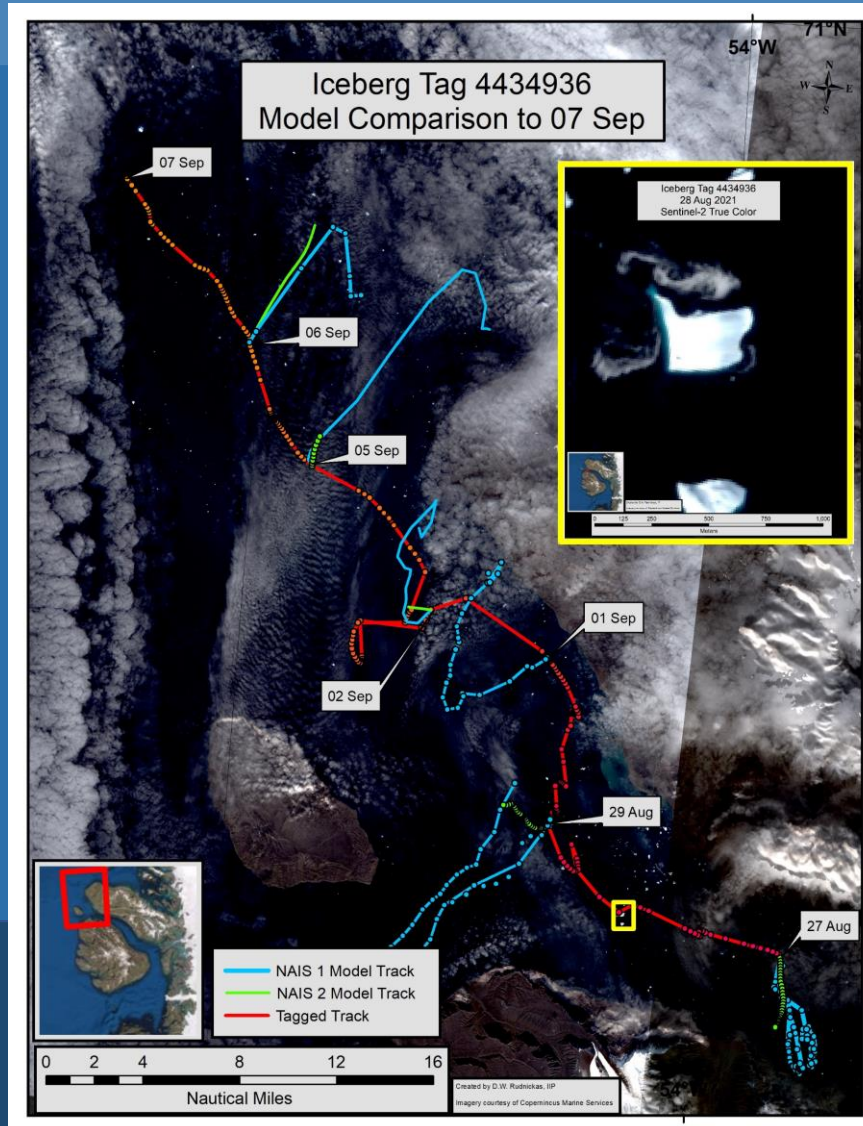 71°N
54°W
N
W
E
S
Iceberg Tag 4434936
Model Comparison to 07 Sep
07 Sep
Iceberg Tag 4434936
28 Aug 2021
Sentinel-2 True Color
06 Sep
05 Sep
0 125 250 500 750 1,000
Meters
01 Sep
02 Sep
29 Aug
27 Aug
NAIS 1 Model Track
NAIS 2 Model Track
Tagged Track
0 2 4 8 12 16
Nautical Miles
Created by D.W. Rudnickas, IIP
Imagery courtesy of Copernicus Marine Services